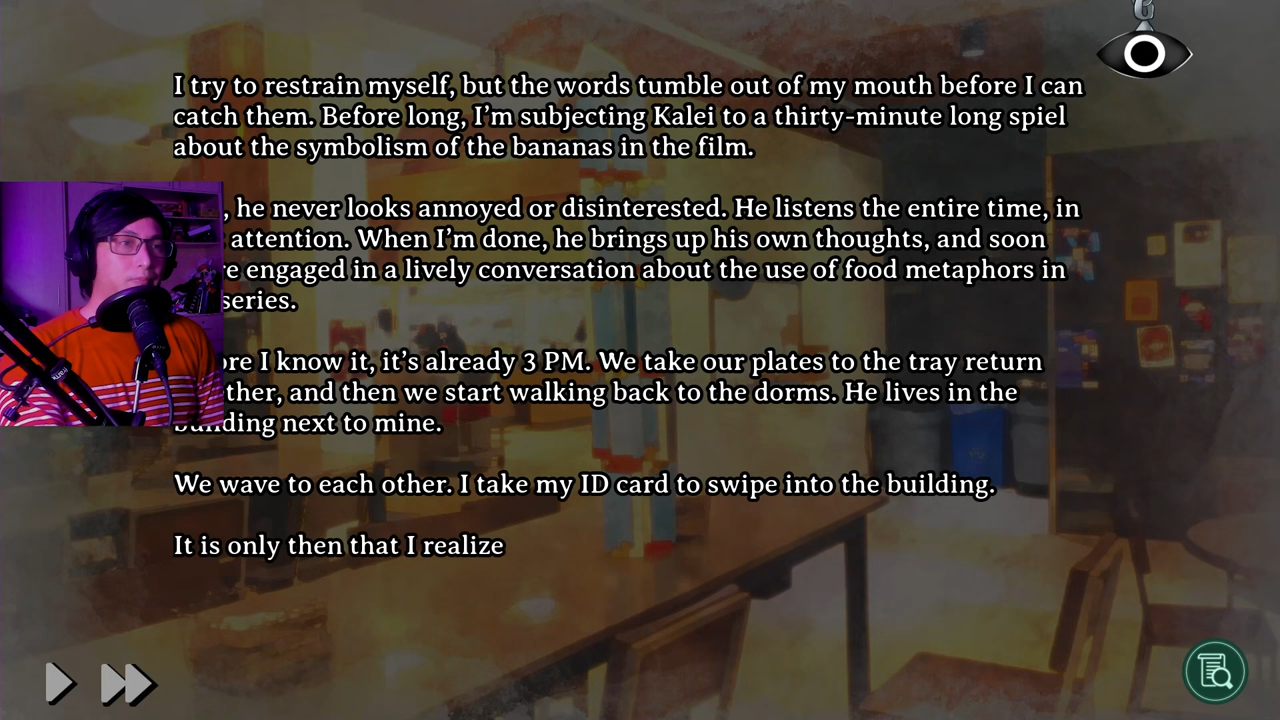 I try to restrain myself, but the words tumble out of my mouth before I can
catch them. Before long, I'm subjecting Kalei to a thirty-minute long spiel
about the symbolism of the bananas in the film.
, he never looks annoyed or disinterested. He listens the entire time, in
attention. When I'm done, he brings up his own thoughts, and soon
engaged in a lively conversation about the use of food metaphors in
series.
I know it, it's already 3 PM. We take our plates to the tray return
and then we start walking back to the dorms. He lives in the
building next to mine.
We wave to each other. I take my ID card to swipe into the building.
It is only then that I realize